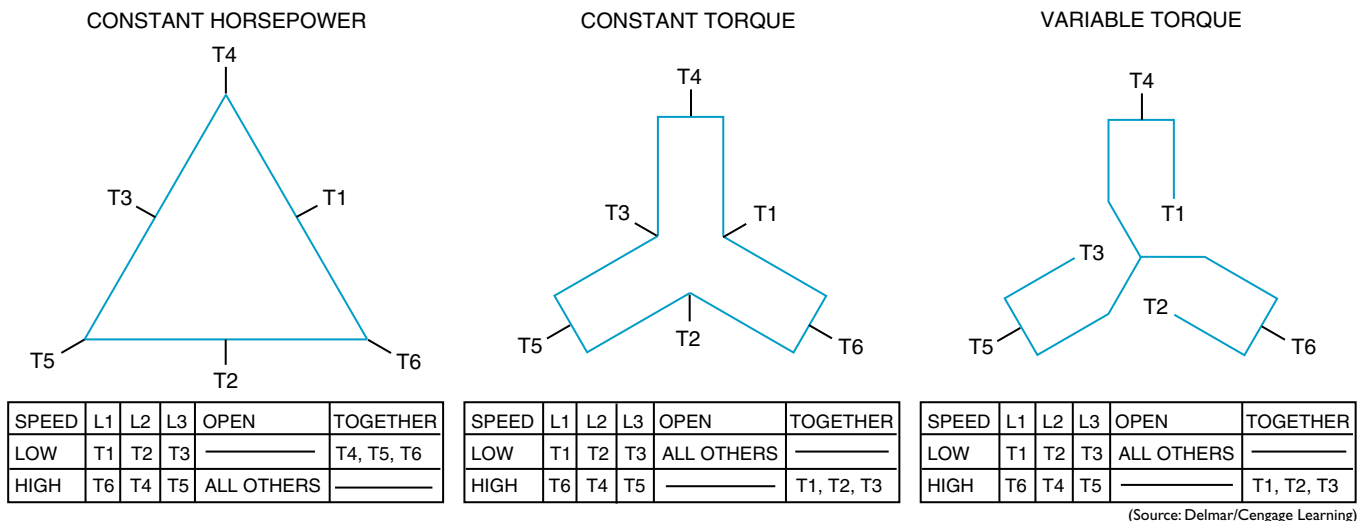 CONSTANT HORSEPOWER
T4
T3
T1
T5
T2
T6
SPEED L1 L2 L3 OPEN TOGETHER
LOW T1 T2 T3 T4, T5, T6
HIGH T6 T4 T5 ALL OTHERS
CONSTANT TORQUE
T4
T3
T1
T5
T2
T6
SPEED L1 L2 L3 OPEN TOGETHER
LOW T1 T2 T3 ALL OTHERS
HIGH T6 T4 T5 T1, T2, T3
VARIABLE TORQUE
T4
T1
T3
T2
T5
T6
SPEED L1 L2 L3 OPEN TOGETHER
LOW T1 T2 T3 ALL OTHERS
HIGH T6 T4 T5 T1, T2, T3
(Source: Delmar/Cengage Learning)